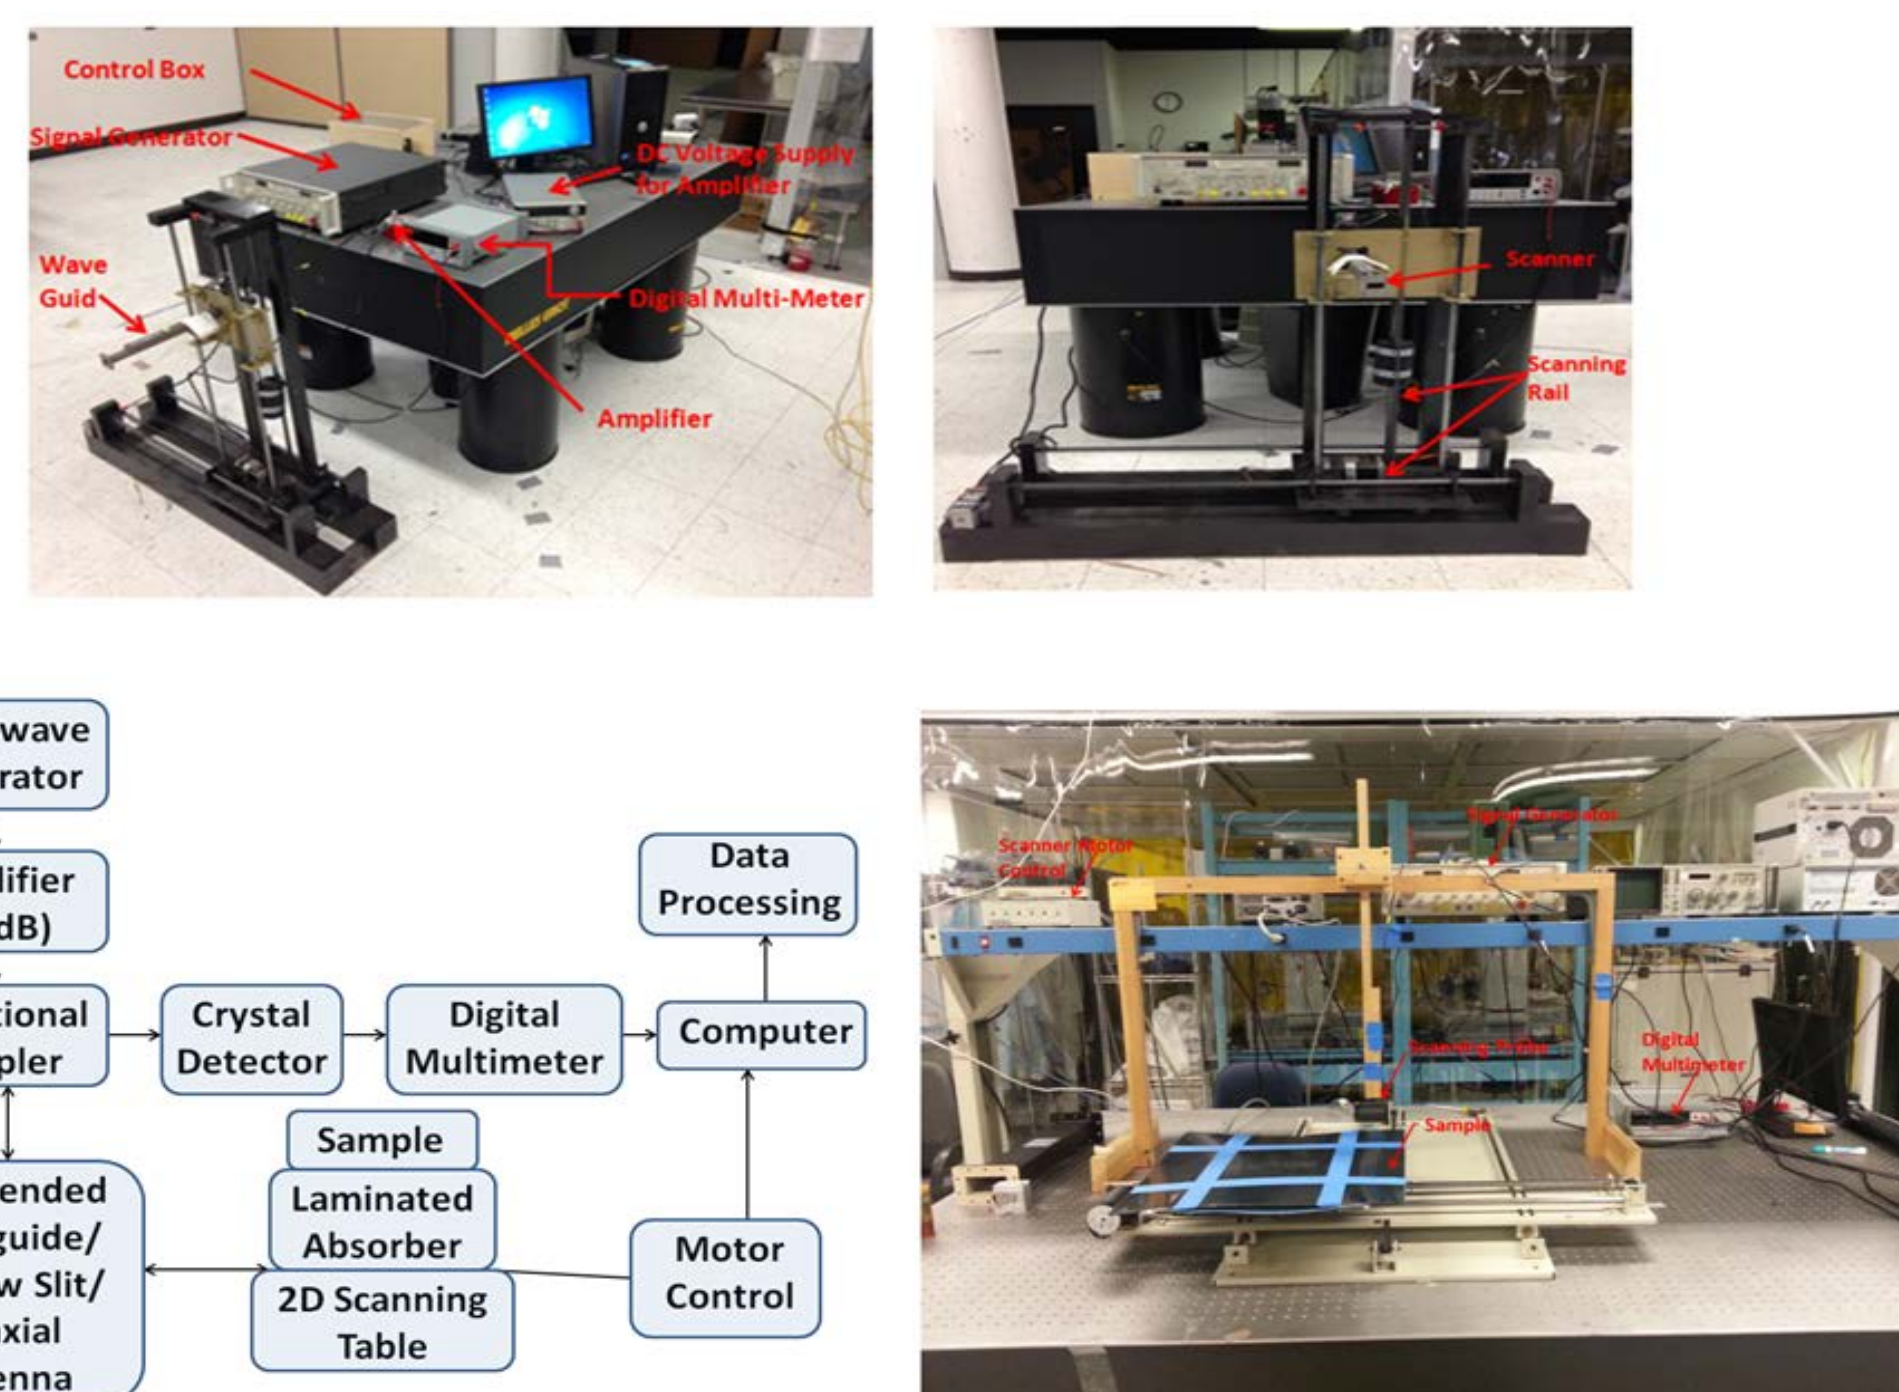 Control Box
Signal Generator
DC Voltage Supply
for Amplifier
Wave
Guid
Digital Multi-Meter
Amplifier
Scanner
Scanning
Rail
wave
rator
lifier
dB)
tional
pler
Crystal
Detector
Digital
Multimeter
Computer
Data
Processing
Sample
Laminated
Absorber
2D Scanning
Table
Motor
Control
ended
guide/
w Slit/
axial
enna
Scanner Motor
Control
Signal Generator
Scanning Probe
Digital
Multimeter
Sample